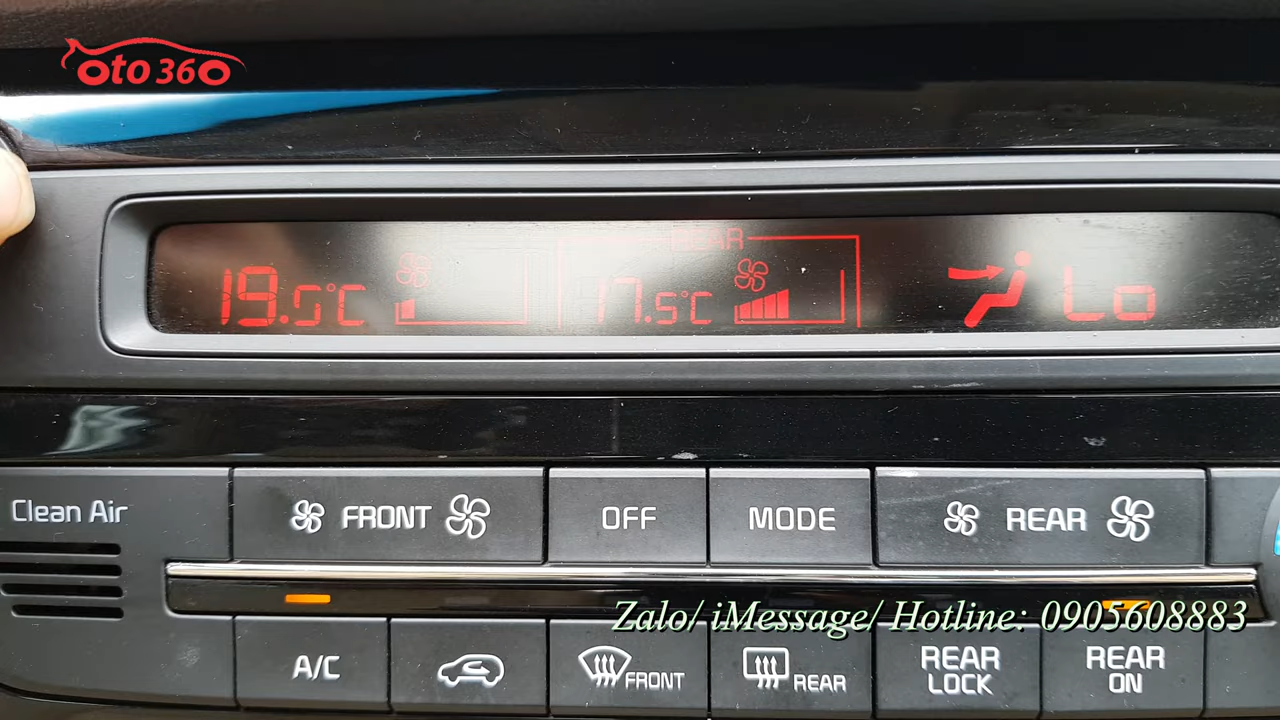 oto 360
REAR
19.0°C 17.5°C Lo
Clean Air FRONT OFF MODE REAR
Zalo/ iMessage/ Hotline: 0905608883
A/C FRONT REAR REAR LOCK REAR ON